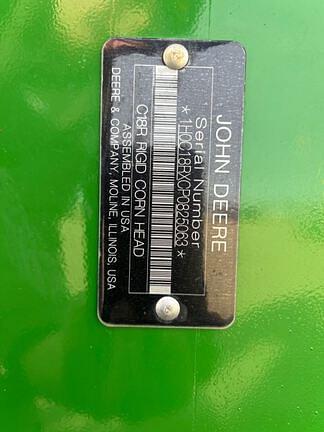 JOHN DEERE
Serial Number
*1H0C18RXCP0825063*
C18R RIGID CORN HEAD
ASSEMBLED IN USA
DEERE & COMPANY, MOLINE, ILLINOIS, USA